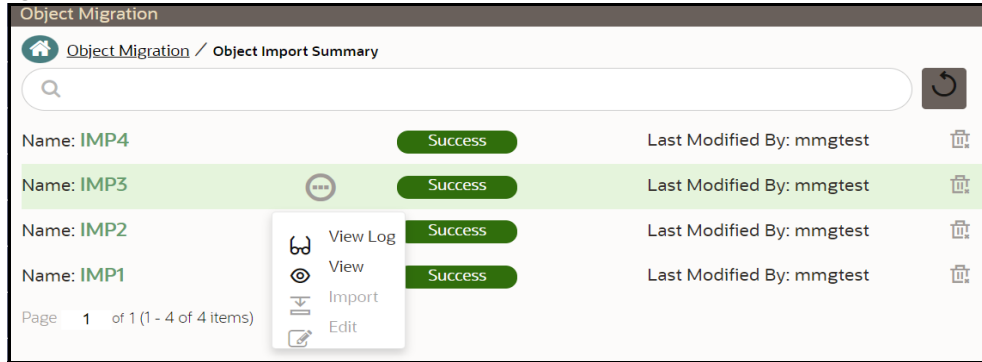 Object Migration
Object Migration / Object Import Summary
Name: IMP4 Success Last Modified By: mmgtest
Name: IMP3 Success Last Modified By: mmgtest
Name: IMP2 Success Last Modified By: mmgtest
Name: IMP1 Success Last Modified By: mmgtest
View Log
View
Import
Edit
Page 1 of 1 (1 - 4 of 4 items)